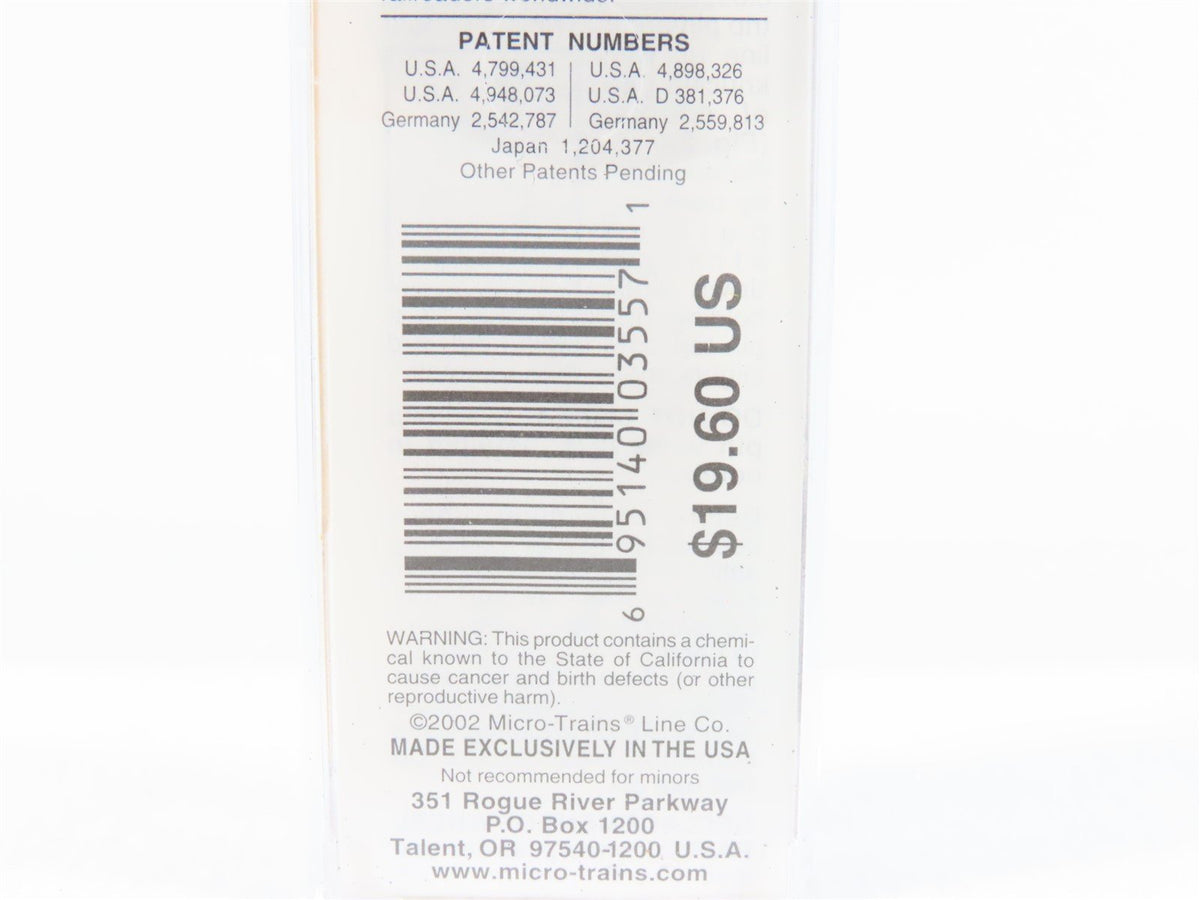 PATENT NUMBERS
U.S.A. 4,799,431 | U.S.A. 4,898,326
U.S.A. 4,948,073 | U.S.A. D 381,376
Germany 2,542,787 | Germany 2,559,813
Japan 1,204,377
Other Patents Pending
6 95140 03557 1
$19.60 US
WARNING: This product contains a chemi-
cal known to the State of California to
cause cancer and birth defects (or other
reproductive harm).
©2002 Micro-Trains® Line Co.
MADE EXCLUSIVELY IN THE USA
Not recommended for minors
351 Rogue River Parkway
P.O. Box 1200
Talent, OR 97540-1200 U.S.A.
www.micro-trains.com